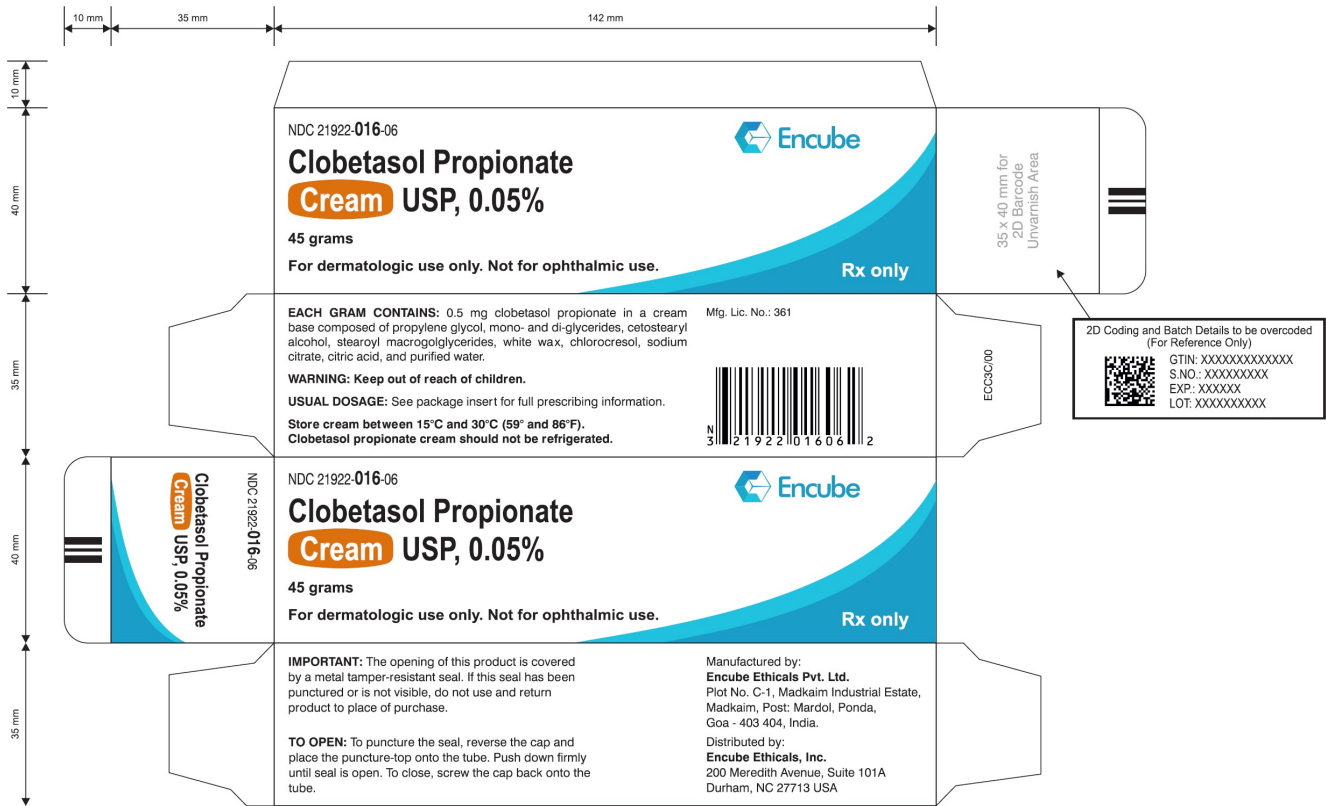 10 mm
35 mm
142 mm
10 mm
40 mm
35 mm
40 mm
35 mm
NDC 21922-016-06
Encube
Clobetasol Propionate
Cream USP, 0.05%
45 grams
For dermatologic use only. Not for ophthalmic use.
Rx only
35 x 40 mm for
2D Barcode
Unvarnish Area
EACH GRAM CONTAINS: 0.5 mg clobetasol propionate in a cream
base composed of propylene glycol, mono- and di-glycerides, cetostearyl
alcohol, stearoyl macrogolglycerides, white wax, chlorocresol, sodium
citrate, citric acid, and purified water.
WARNING: Keep out of reach of children.
USUAL DOSAGE: See package insert for full prescribing information.
Store cream between 15°C and 30°C (59° and 86°F).
Clobetasol propionate cream should not be refrigerated.
Mfg. Lic. No.: 361
N
3 21922 01606 2
ECC3C/00
2D Coding and Batch Details to be overcoded
(For Reference Only)
GTIN: XXXXXXXXXXXXX
S.NO.: XXXXXXXXX
EXP.: XXXXXX
LOT: XXXXXXXXXX
NDC 21922-016-06
Clobetasol Propionate
Cream USP, 0.05%
NDC 21922-016-06
Encube
Clobetasol Propionate
Cream USP, 0.05%
45 grams
For dermatologic use only. Not for ophthalmic use.
Rx only
IMPORTANT: The opening of this product is covered
by a metal tamper-resistant seal. If this seal has been
punctured or is not visible, do not use and return
product to place of purchase.
TO OPEN: To puncture the seal, reverse the cap and
place the puncture-top onto the tube. Push down firmly
until seal is open. To close, screw the cap back onto the
tube.
Manufactured by:
Encube Ethicals Pvt. Ltd.
Plot No. C-1, Madkaim Industrial Estate,
Madkaim, Post: Mardol, Ponda,
Goa - 403 404, India.
Distributed by:
Encube Ethicals, Inc.
200 Meredith Avenue, Suite 101A
Durham, NC 27713 USA